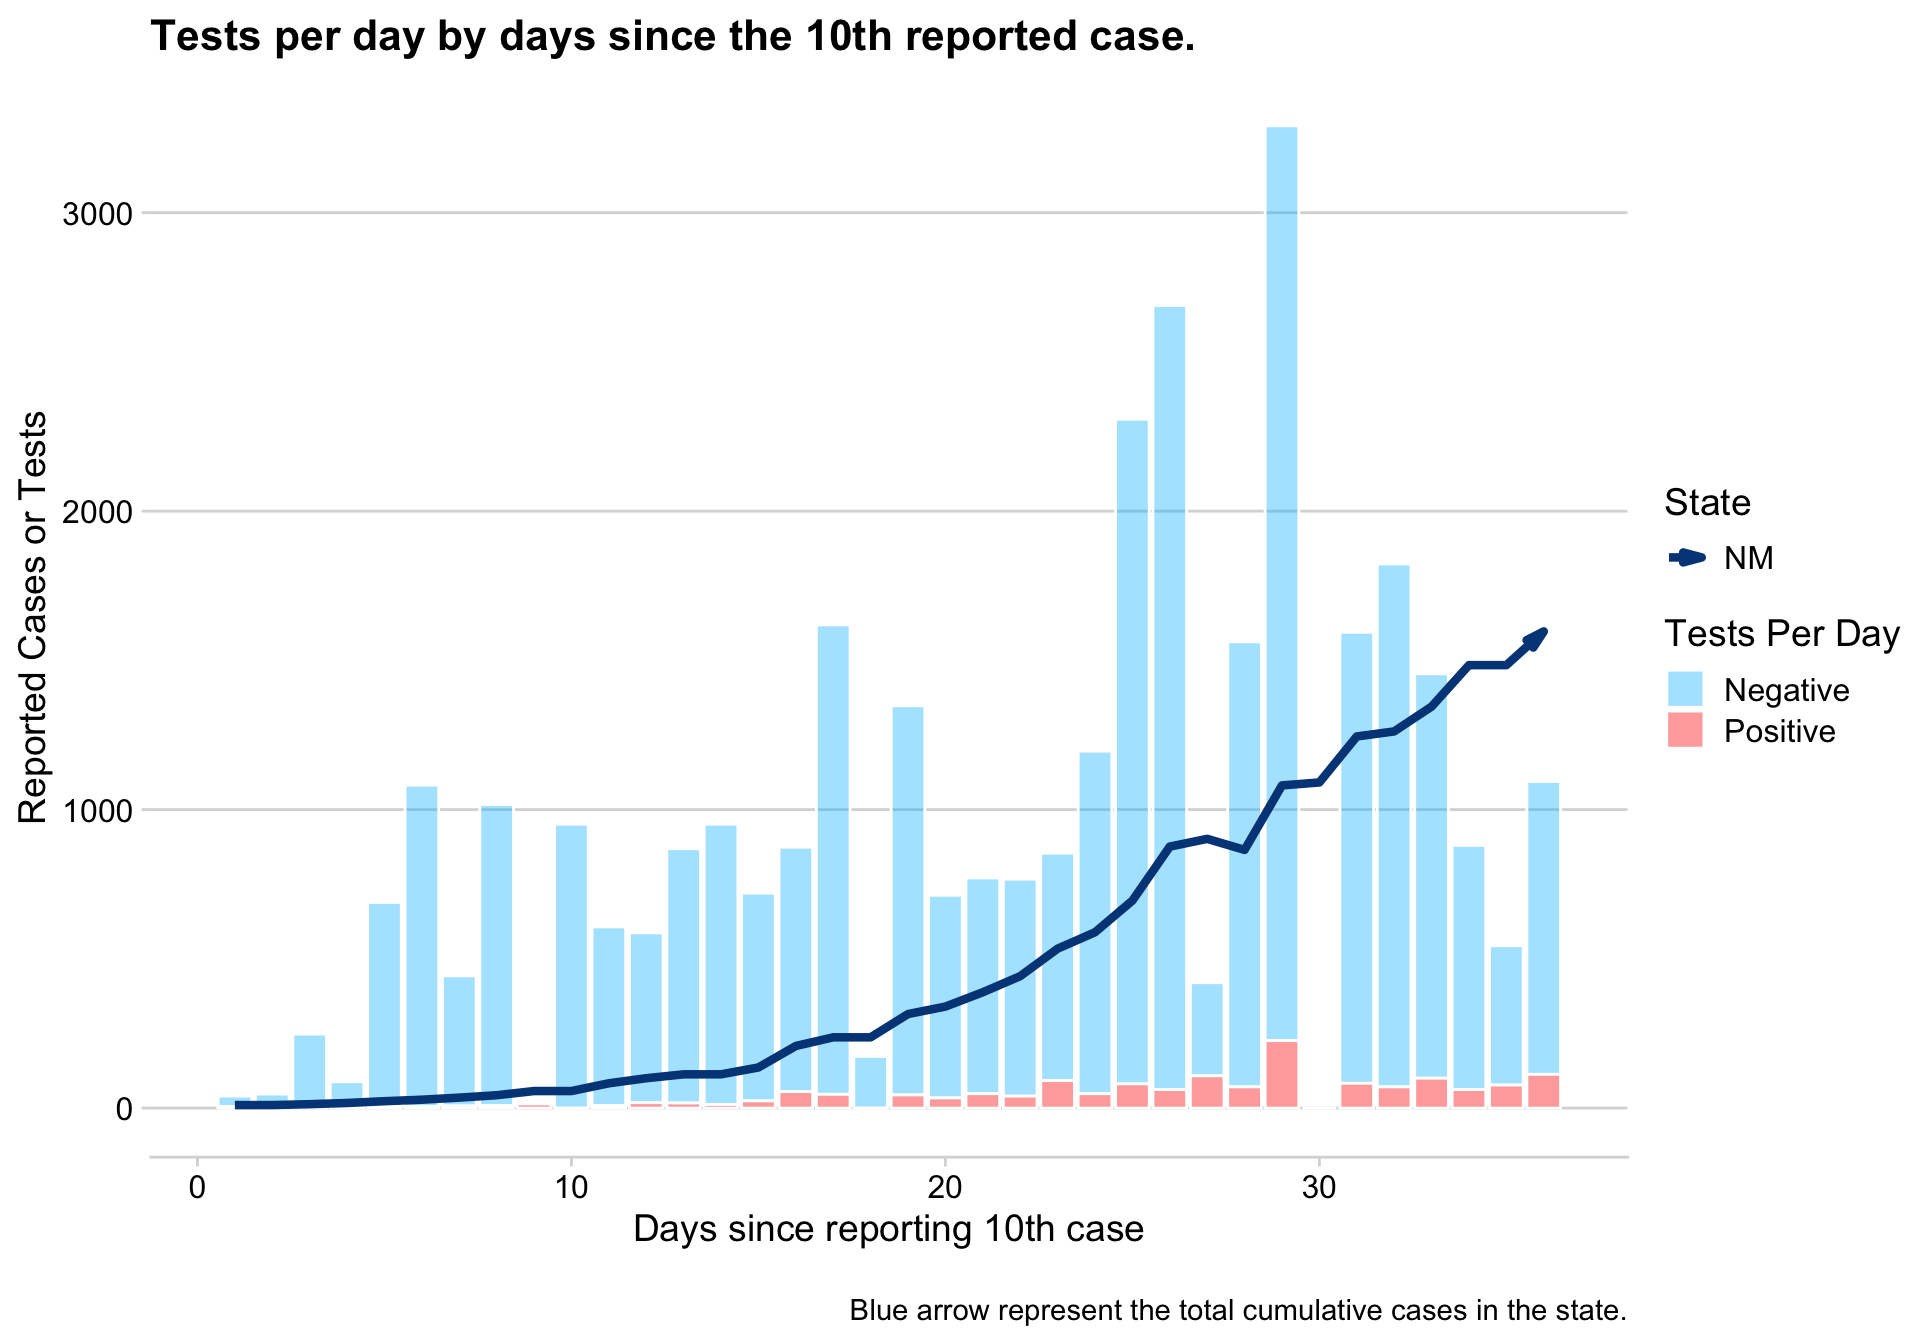 Tests per day by days since the 10th reported case.
3000
2000
1000
0
Reported Cases or Tests
0 10 20 30
Days since reporting 10th case
State
NM
Tests Per Day
Negative
Positive
Blue arrow represent the total cumulative cases in the state.